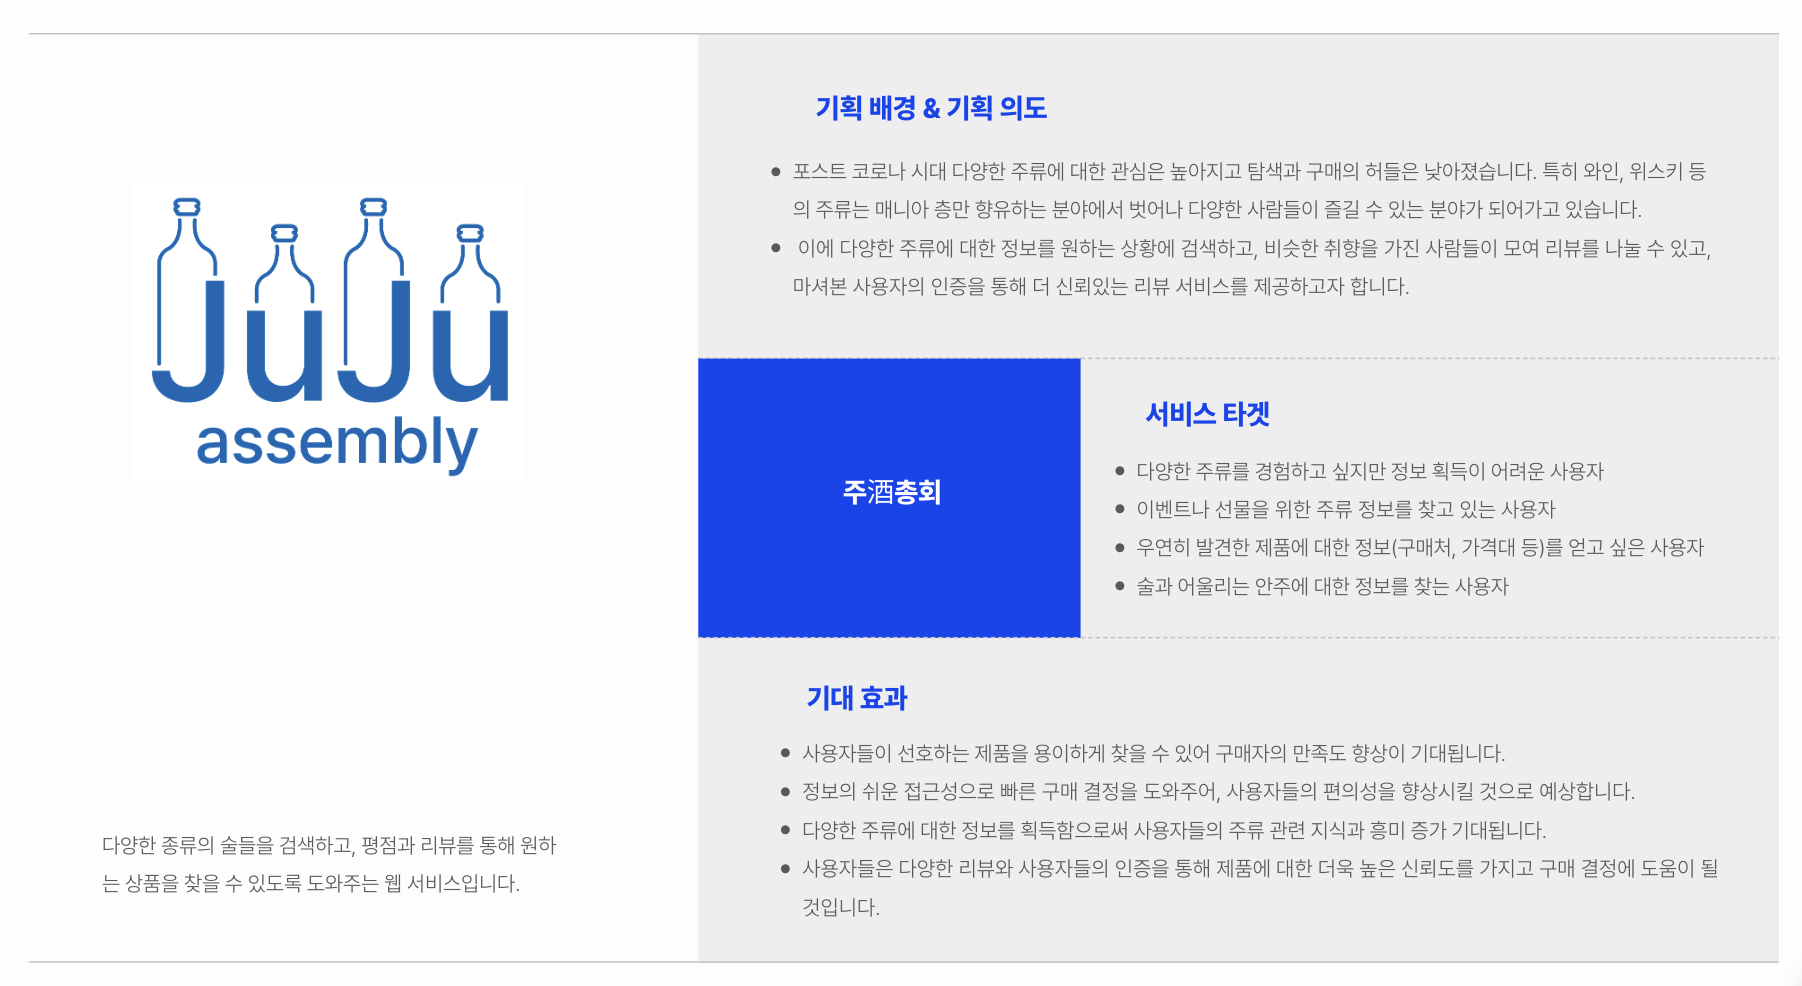 JuJu
assembly
다양한 종류의 술들을 검색하고, 평점과 리뷰를 통해 원하
는 상품을 찾을 수 있도록 도와주는 웹 서비스입니다.
기획 배경 & 기획 의도
포스트 코로나 시대 다양한 주류에 대한 관심은 높아지고 탐색과 구매의 허들은 낮아졌습니다. 특히 와인, 위스키 등
의 주류는 매니아 층만 향유하는 분야에서 벗어나 다양한 사람들이 즐길 수 있는 분야가 되어가고 있습니다.
이에 다양한 주류에 대한 정보를 원하는 상황에 검색하고, 비슷한 취향을 가진 사람들이 모여 리뷰를 나눌 수 있고,
마셔본 사용자의 인증을 통해 더 신뢰있는 리뷰 서비스를 제공하고자 합니다.
주酒총회
서비스 타겟
다양한 주류를 경험하고 싶지만 정보 획득이 어려운 사용자
이벤트나 선물을 위한 주류 정보를 찾고 있는 사용자
우연히 발견한 제품에 대한 정보(구매처, 가격대 등)를 얻고 싶은 사용자
술과 어울리는 안주에 대한 정보를 찾는 사용자
기대 효과
사용자들이 선호하는 제품을 용이하게 찾을 수 있어 구매자의 만족도 향상이 기대됩니다.
정보의 쉬운 접근성으로 빠른 구매 결정을 도와주어, 사용자들의 편의성을 향상시킬 것으로 예상합니다.
다양한 주류에 대한 정보를 획득함으로써 사용자들의 주류 관련 지식과 흥미 증가 기대됩니다.
사용자들은 다양한 리뷰와 사용자들의 인증을 통해 제품에 대한 더욱 높은 신뢰도를 가지고 구매 결정에 도움이 될
것입니다.